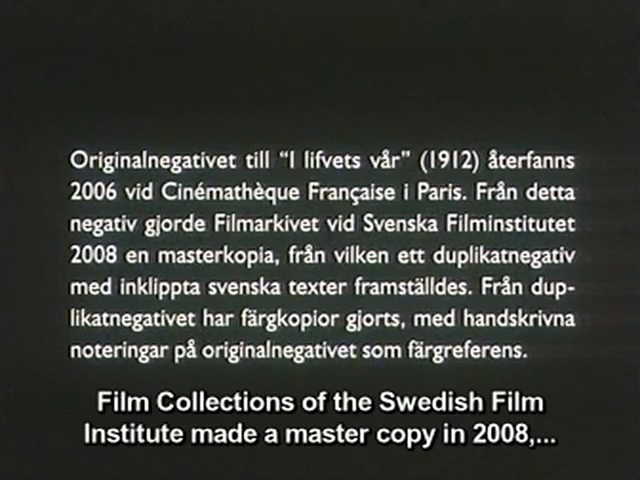 Originalnegativet till "I lifvets vår" (1912) återfanns
2006 vid Cinémathèque Française i Paris. Från detta
negativ gjorde Filmarkivet vid Svenska Filminstitutet
2008 en masterkopia, från vilken ett duplikatnegativ
med inklippta svenska texter framställdes. Från dup-
likatnegativet har färgkopior gjorts, med handskrivna
noteringar på originalnegativet som färgreferens.
Film Collections of the Swedish Film
Institute made a master copy in 2008,...